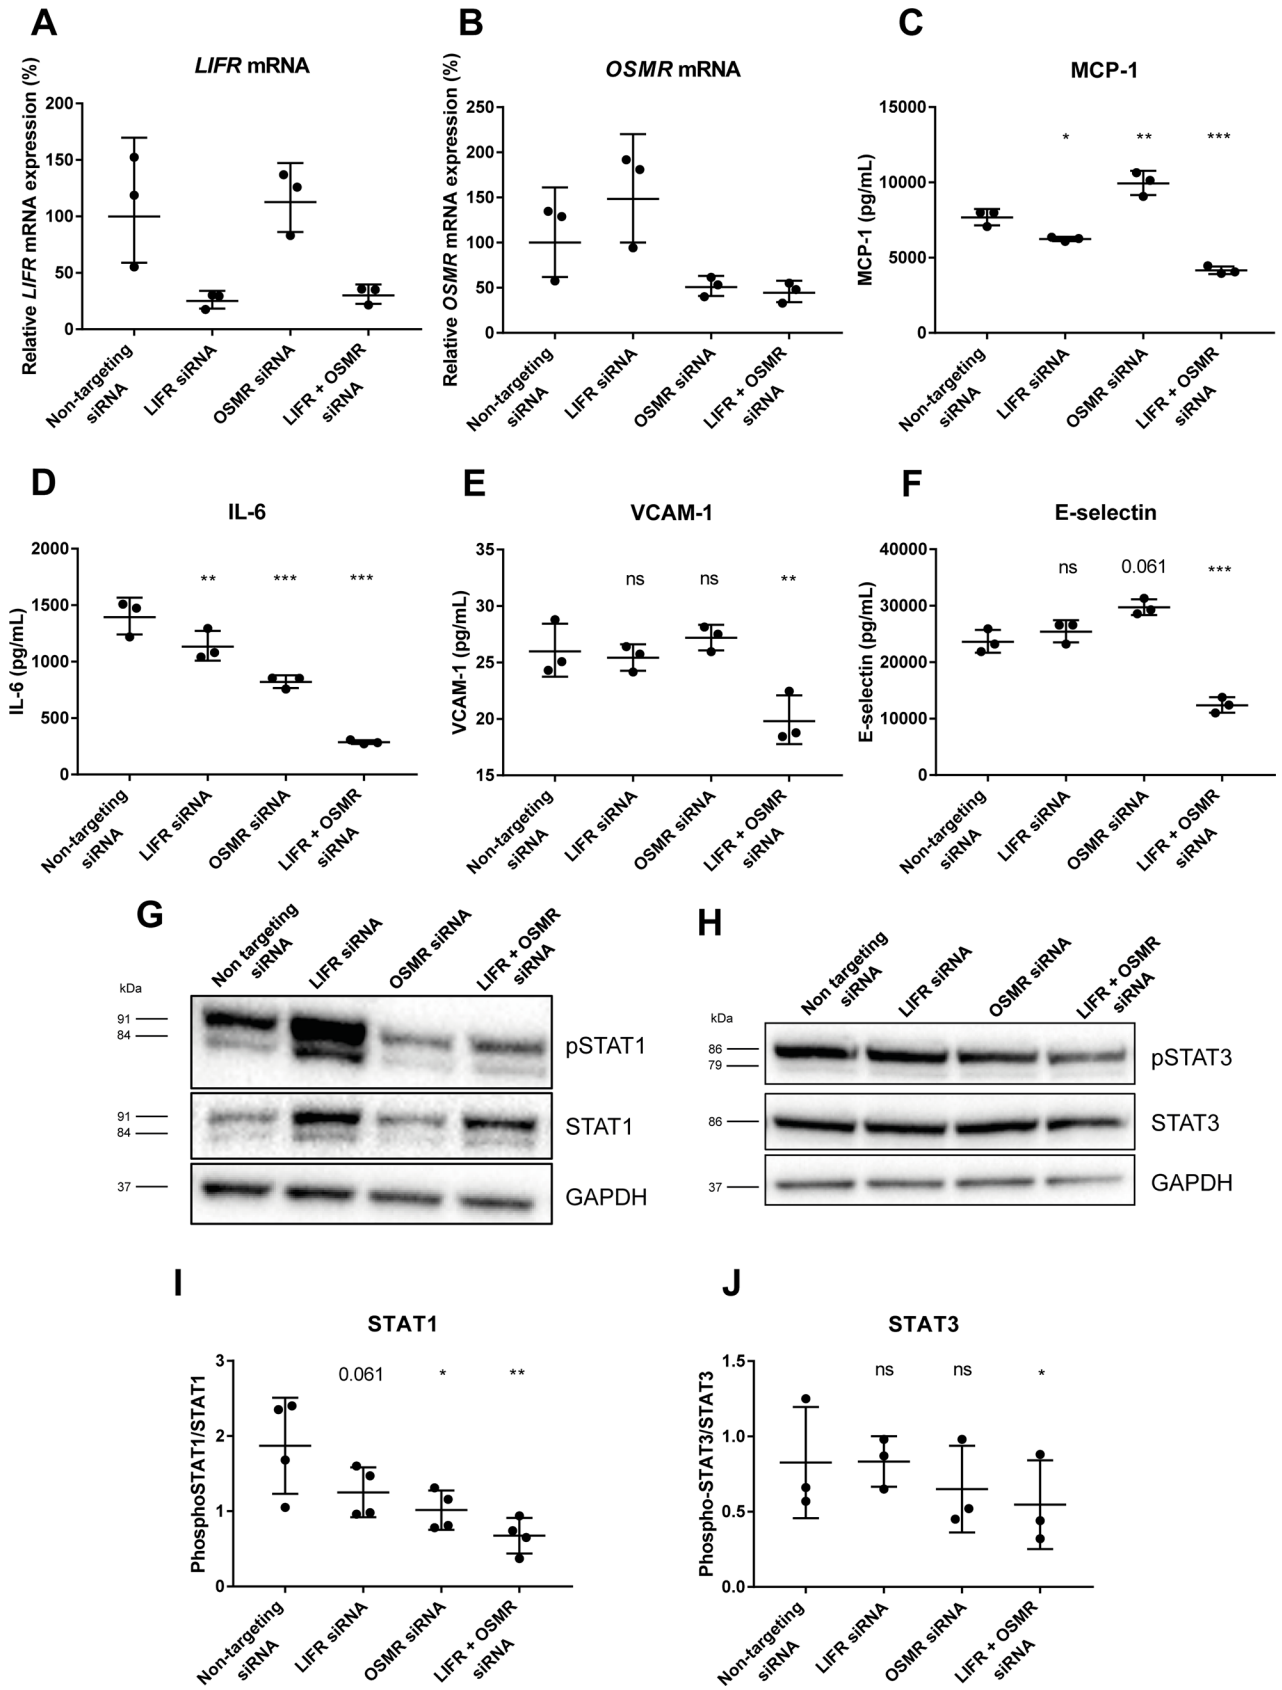 A
LIFR mRNA
Relative LIFR mRNA expression (%)
200
150
100
50
0
Non-targeting
siRNA
LIFR siRNA
OSMR siRNA
LIFR + OSMR
siRNA
B
OSMR mRNA
Relative OSMR mRNA expression (%)
250
200
150
100
50
0
Non-targeting
siRNA
LIFR siRNA
OSMR siRNA
LIFR + OSMR
siRNA
C
MCP-1
MCP-1 (pg/mL)
15000
10000
5000
0
* ** ***
Non-targeting
siRNA
LIFR siRNA
OSMR siRNA
LIFR + OSMR
siRNA
D
IL-6
IL-6 (pg/mL)
2000
1500
1000
500
0
** *** ***
Non-targeting
siRNA
LIFR siRNA
OSMR siRNA
LIFR + OSMR
siRNA
E
VCAM-1
VCAM-1 (pg/mL)
35
30
25
20
15
ns ns **
Non-targeting
siRNA
LIFR siRNA
OSMR siRNA
LIFR + OSMR
siRNA
F
E-selectin
E-selectin (pg/mL)
40000
30000
20000
10000
0
ns 0.061 ***
Non-targeting
siRNA
LIFR siRNA
OSMR siRNA
LIFR + OSMR
siRNA
G
Non targeting
siRNA
LIFR siRNA
OSMR siRNA
LIFR + OSMR
siRNA
kDa
91
84
pSTAT1
91
84
STAT1
37
GAPDH
H
Non targeting
siRNA
LIFR siRNA
OSMR siRNA
LIFR + OSMR
siRNA
kDa
86
79
pSTAT3
86
STAT3
37
GAPDH
I
STAT1
PhosphoSTAT1/STAT1
3
2
1
0
0.061 * **
Non-targeting
siRNA
LIFR siRNA
OSMR siRNA
LIFR + OSMR
siRNA
J
STAT3
Phospho-STAT3/STAT3
1.5
1.0
0.5
0.0
ns ns *
Non-targeting
siRNA
LIFR siRNA
OSMR siRNA
LIFR + OSMR
siRNA